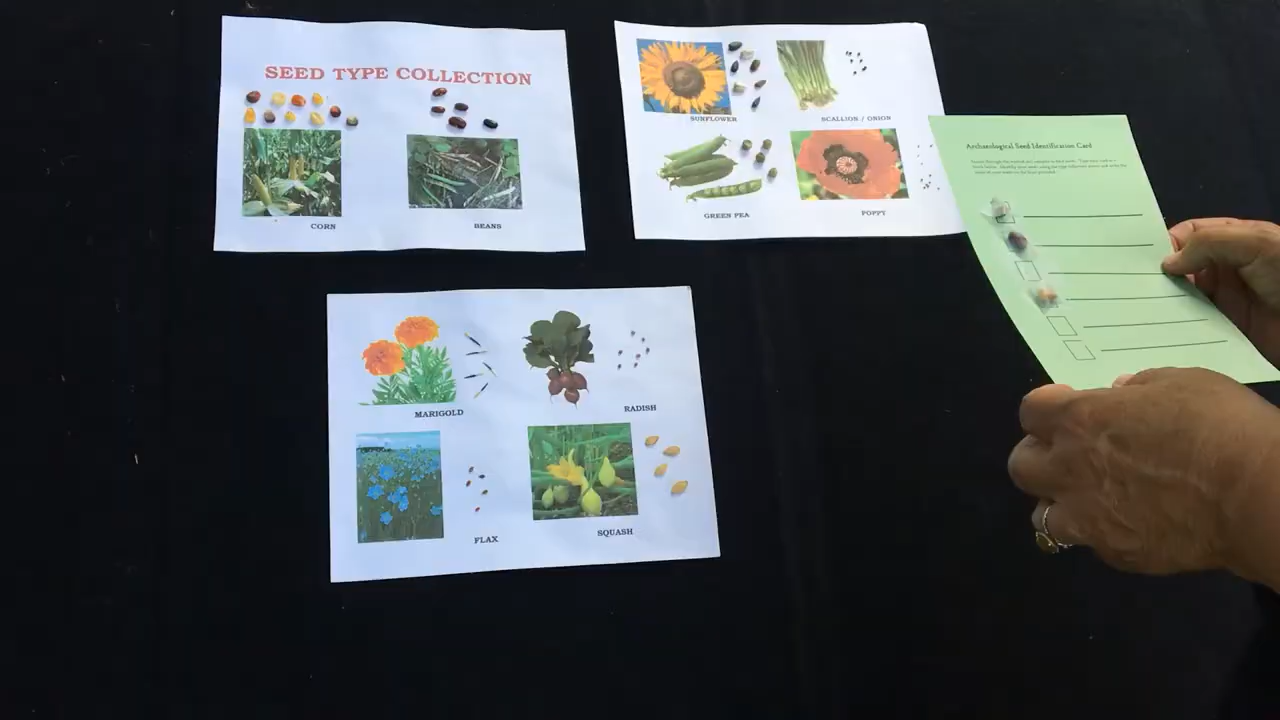 SEED TYPE COLLECTION
CORN
BEANS
SUNFLOWER
SCALLION / ONION
GREEN PEA
POPPY
MARIGOLD
RADISH
FLAX
SQUASH
Archaeological Seed Identification Card